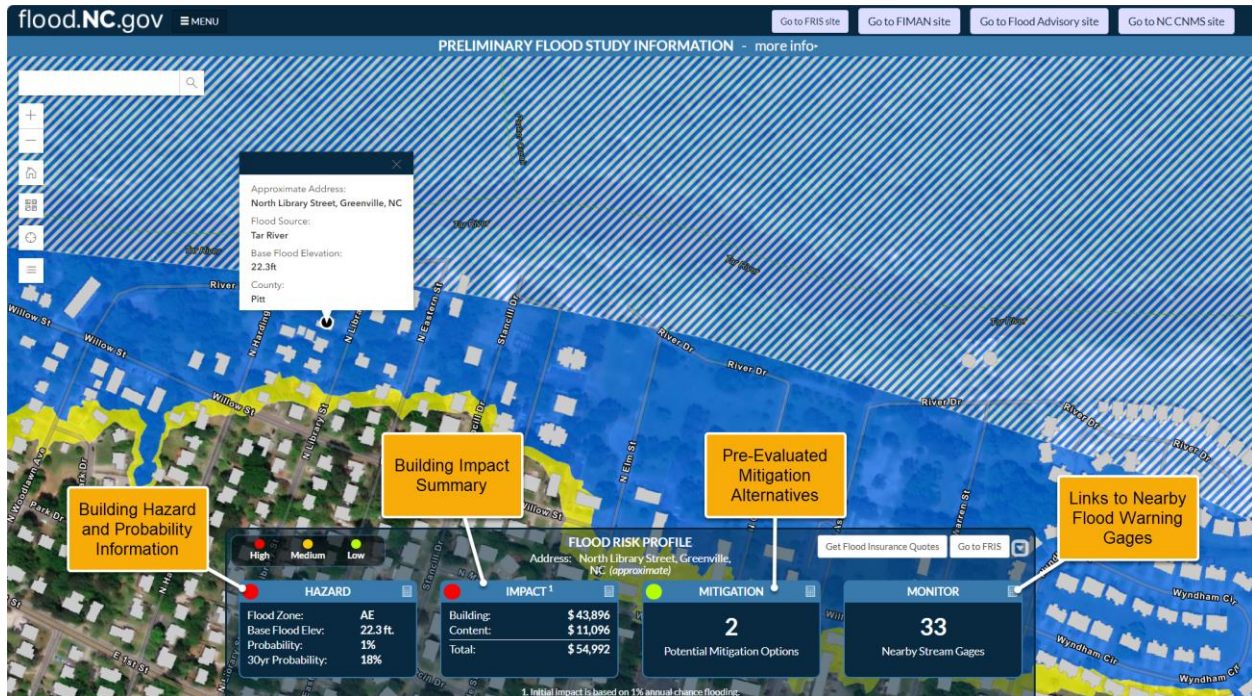 flood.NC.gov
≡ MENU
Go to FRIS site
Go to FIMAN site
Go to Flood Advisory site
Go to NC CNMS site
PRELIMINARY FLOOD STUDY INFORMATION - more info
Approximate Address:
North Library Street, Greenville, NC
Flood Source:
Tar River
Base Flood Elevation:
22.3ft
County:
Pitt
Tar River
Tar River
Tar River
Tar River
River
Willow St
Willow St
Willow St
Willow St
N Harding
N Libra
N Eastern St
Stancill Dr
River Dr
River Dr
River Dr
River Dr
River Dr
N Library St
N Elm St
N Woodlawn Ave
Park Dr
Park Dr
E 1st St
Warren St
Wyndham Cir
Wyndham Cir
Wyndham Cir
Building Hazard
and Probability
Information
Building Impact
Summary
Pre-Evaluated
Mitigation
Alternatives
Links to Nearby
Flood Warning
Gages
High
Medium
Low
FLOOD RISK PROFILE
Address: North Library Street, Greenville,
NC (approximate)
Get Flood Insurance Quotes
Go to FRIS
HAZARD
Flood Zone: AE
Base Flood Elev: 22.3 ft.
Probability: 1%
30yr Probability: 18%
IMPACT 1
Building: $ 43,896
Content: $ 11,096
Total: $ 54,992
MITIGATION
2
Potential Mitigation Options
MONITOR
33
Nearby Stream Gages
1. Initial impact is based on 1% annual chance flooding.